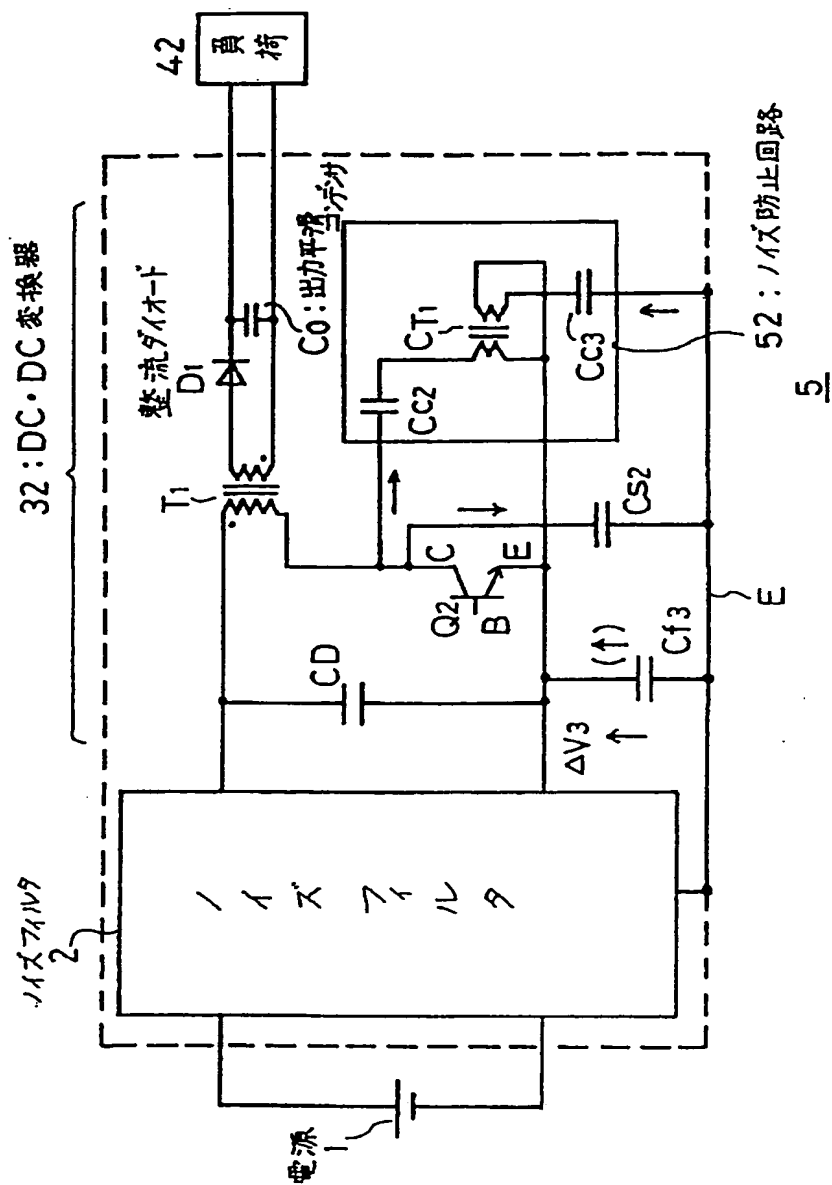 32:DC・DC変換器
整流ダイオード
D1
T1
42
負荷
C0:出力平滑
コンデンサ
ノイズフィルタ
2
ノイズフィルタ
電源
1
CD
Q2
C
B
E
CC2
CT1
CC3
CS2
ΔV3
(↑)
Cf3
E
52:ノイズ防止回路
5